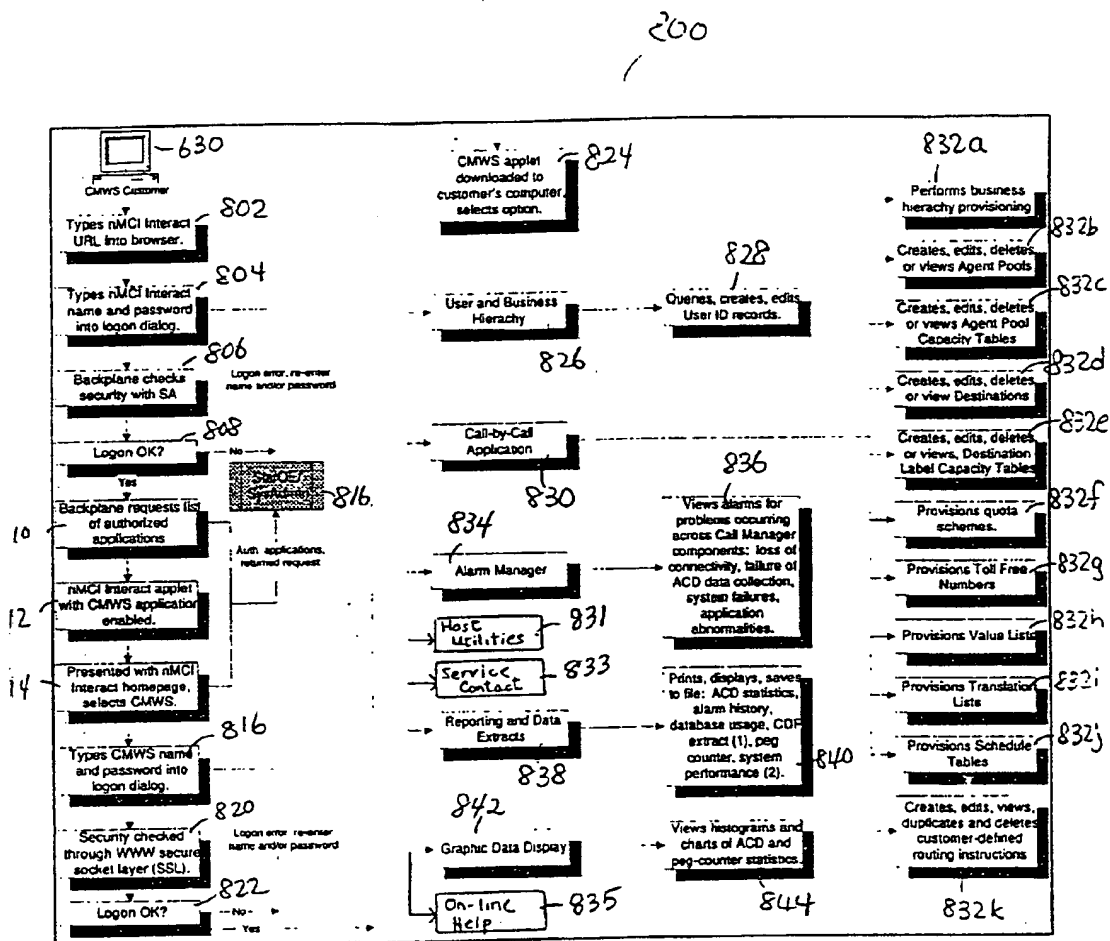 200
630
CMWS Customer
802
Types nMCI Interact
URL into browser.
804
Types nMCI Interact
name and password
into logon dialog.
806
Backplane checks
security with SA
Logon error, re-enter
name and/or password
808
Logon OK?
No
Yes
StarOE/
SysAdmin
816
10
Backplane requests list
of authorized
applications
Auth. applications,
returned request
12
nMCI Interact applet
with CMWS application
enabled.
14
Presented with nMCI
Interact homepage,
selects CMWS.
816
Types CMWS name
and password into
logon dialog.
820
Security checked
through WWW secure
socket layer (SSL).
Logon error, re-enter
name and/or password
822
Logon OK?
No
Yes
824
CMWS applet
downloaded to
customer's computer,
selects option.
User and Business
Hierarchy
826
828
Queries, creates, edits
User ID records.
Call-by-Call
Application
830
834
Alarm Manager
836
Views alarms for
problems occurring
across Call Manager
components: loss of
connectivity, failure of
ACD data collection,
system failures,
application
abnormalities.
Host
Utilities
831
Service
Contact
833
Reporting and Data
Extracts
838
Prints, displays, saves
to file: ACD statistics,
alarm history,
database usage, CDR
extract (1), peg
counter, system
performance (2).
840
842
Graphic Data Display
Views histograms and
charts of ACD and
peg-counter statistics.
844
On-line
Help
835
832a
Performs business
hierarchy provisioning
832b
Creates, edits, deletes
or views Agent Pools
832c
Creates, edits, deletes
or views Agent Pool
Capacity Tables
832d
Creates, edits, deletes
or view Destinations
832e
Creates, edits, deletes
or views, Destination
Label Capacity Tables
832f
Provisions quota
schemes.
832g
Provisions Toll Free
Numbers
832h
Provisions Value Lists
832i
Provisions Translation
Lists
832j
Provisions Schedule
Tables
Creates, edits, views,
duplicates and deletes
customer-defined
routing instructions
832k